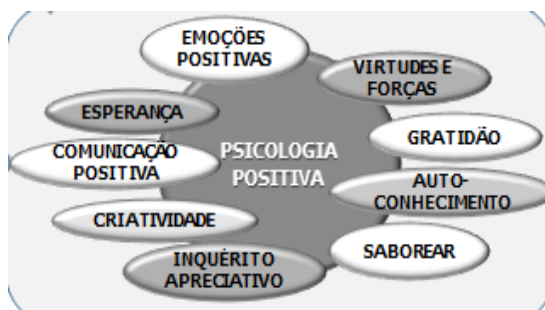 EMOÇÕES
POSITIVAS
VIRTUDES E
FORÇAS
ESPERANÇA
GRATIDÃO
COMUNICAÇÃO
POSITIVA
PSICOLOGIA
POSITIVA
AUTO-
CONHECIMENTO
CRIATIVIDADE
SABOREAR
INQUÉRITO
APRECIATIVO